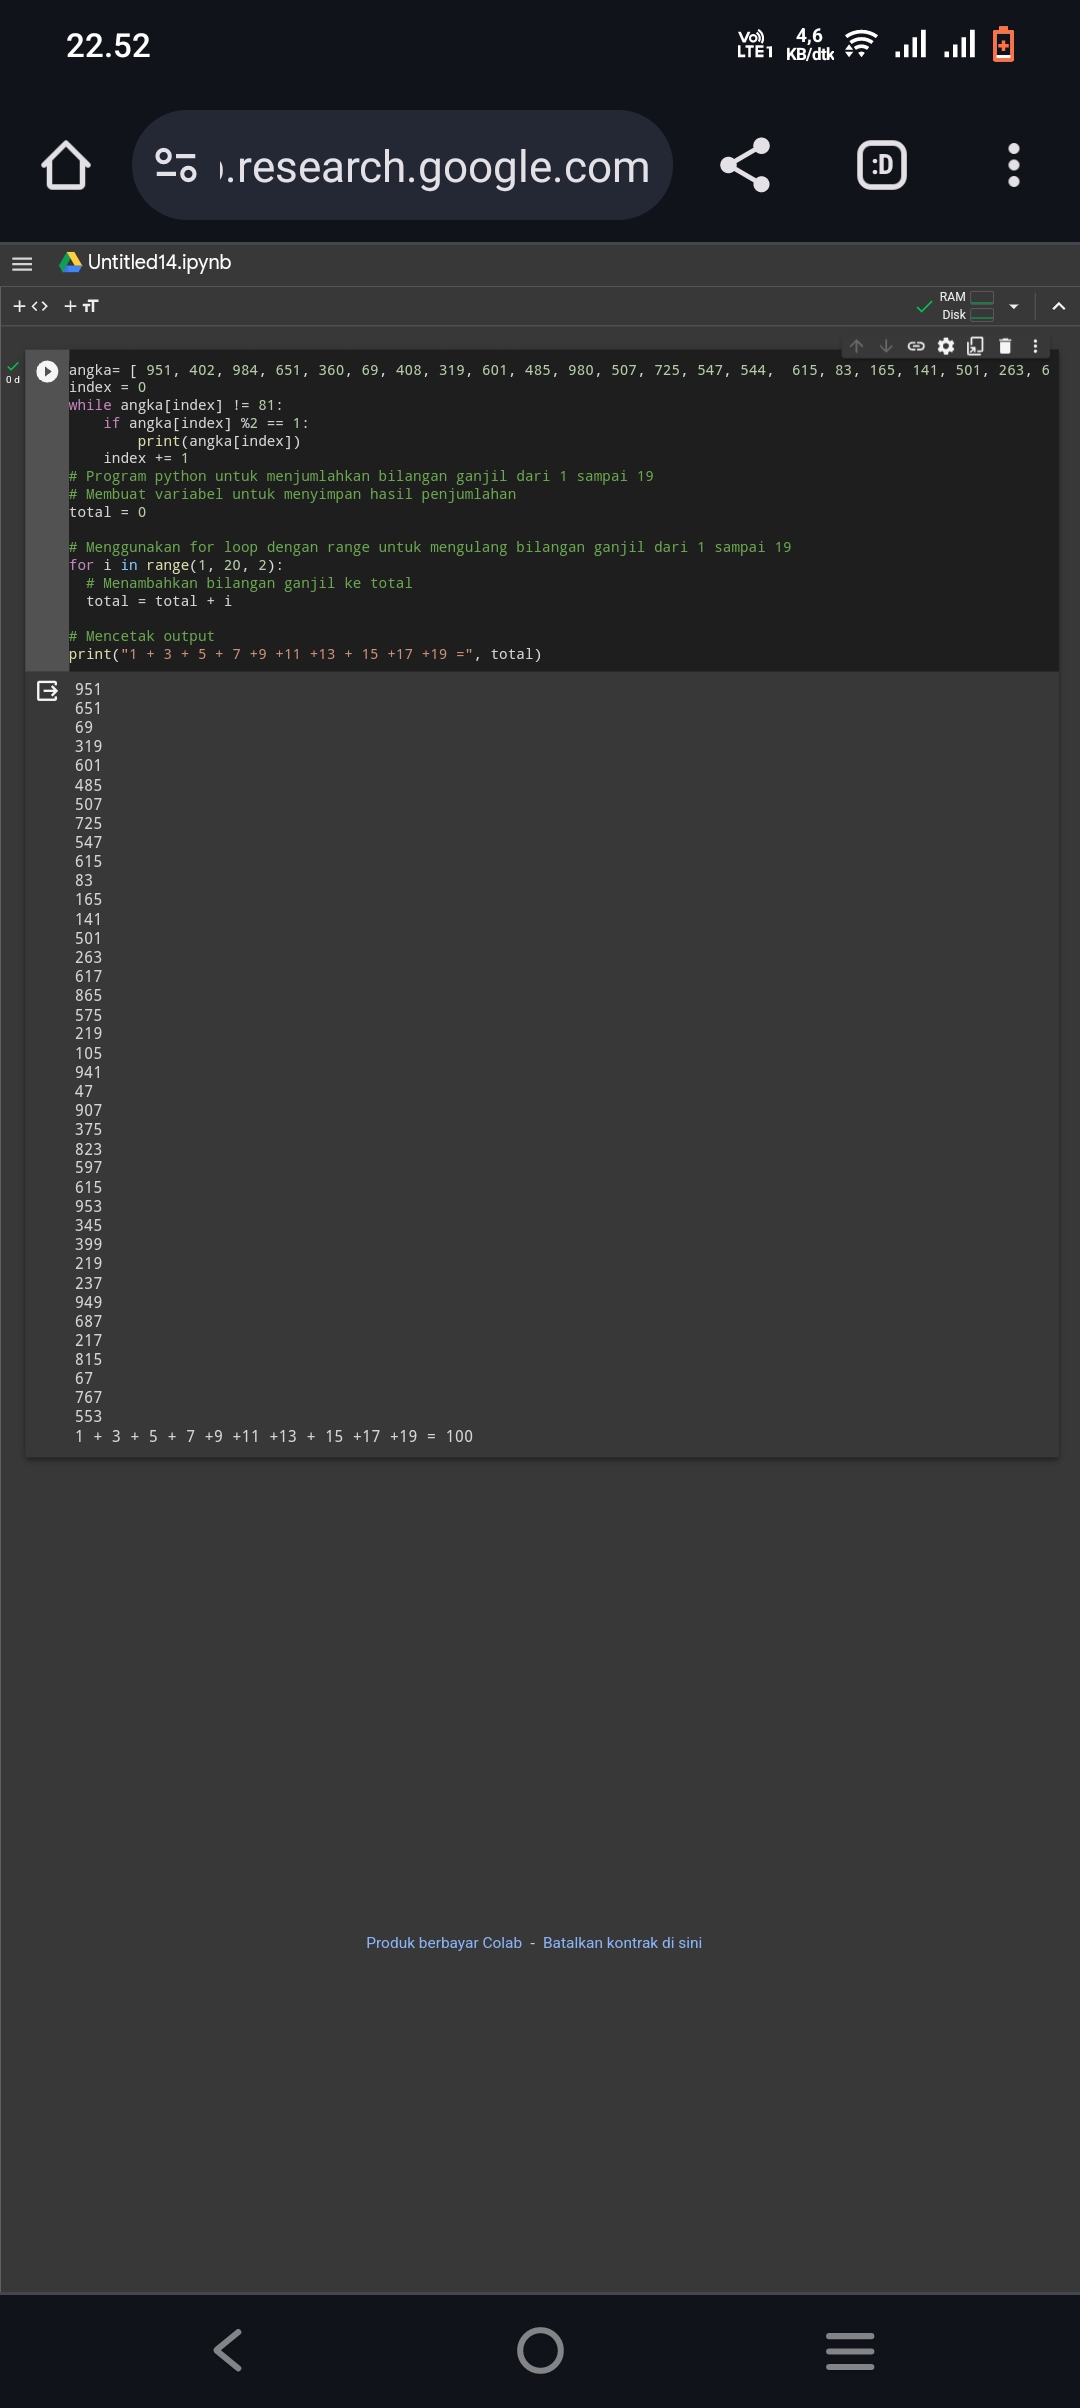 22.52
Vo)) LTE1 4,6 KB/dtk
.research.google.com :D
Untitled14.ipynb
+ <> + тT RAM Disk
0 d
angka= [ 951, 402, 984, 651, 360, 69, 408, 319, 601, 485, 980, 507, 725, 547, 544,  615, 83, 165, 141, 501, 263, 6
index = 0
while angka[index] != 81:
    if angka[index] %2 == 1:
        print(angka[index])
    index += 1
# Program python untuk menjumlahkan bilangan ganjil dari 1 sampai 19
# Membuat variabel untuk menyimpan hasil penjumlahan
total = 0
# Menggunakan for loop dengan range untuk mengulang bilangan ganjil dari 1 sampai 19
for i in range(1, 20, 2):
  # Menambahkan bilangan ganjil ke total
  total = total + i
# Mencetak output
print("1 + 3 + 5 + 7 +9 +11 +13 + 15 +17 +19 =", total)
951
651
69
319
601
485
507
725
547
615
83
165
141
501
263
617
865
575
219
105
941
47
907
375
823
597
615
953
345
399
219
237
949
687
217
815
67
767
553
1 + 3 + 5 + 7 +9 +11 +13 + 15 +17 +19 = 100
Produk berbayar Colab - Batalkan kontrak di sini